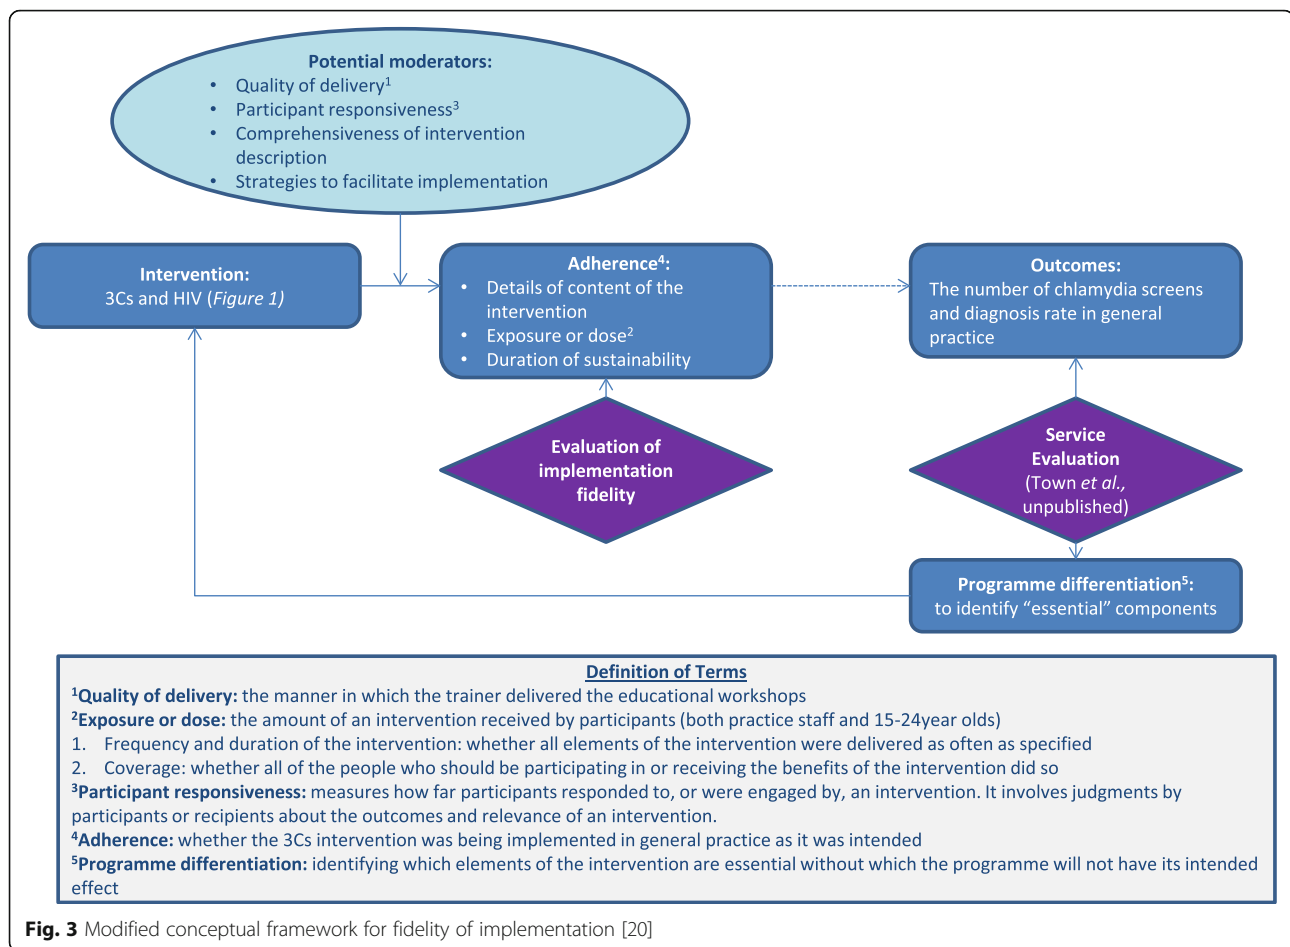 Potential moderators:
• Quality of delivery¹
• Participant responsiveness³
• Comprehensiveness of intervention
description
• Strategies to facilitate implementation
Intervention:
3Cs and HIV (Figure 1)
Adherence⁴:
• Details of content of the
intervention
• Exposure or dose²
• Duration of sustainability
Outcomes:
The number of chlamydia screens
and diagnosis rate in general
practice
Evaluation of
implementation
fidelity
Service
Evaluation
(Town et al.,
unpublished)
Programme differentiation⁵:
to identify “essential” components
Definition of Terms
¹Quality of delivery: the manner in which the trainer delivered the educational workshops
²Exposure or dose: the amount of an intervention received by participants (both practice staff and 15-24year olds)
1. Frequency and duration of the intervention: whether all elements of the intervention were delivered as often as specified
2. Coverage: whether all of the people who should be participating in or receiving the benefits of the intervention did so
³Participant responsiveness: measures how far participants responded to, or were engaged by, an intervention. It involves judgments by
participants or recipients about the outcomes and relevance of an intervention.
⁴Adherence: whether the 3Cs intervention was being implemented in general practice as it was intended
⁵Programme differentiation: identifying which elements of the intervention are essential without which the programme will not have its intended
effect
Fig. 3 Modified conceptual framework for fidelity of implementation [20]